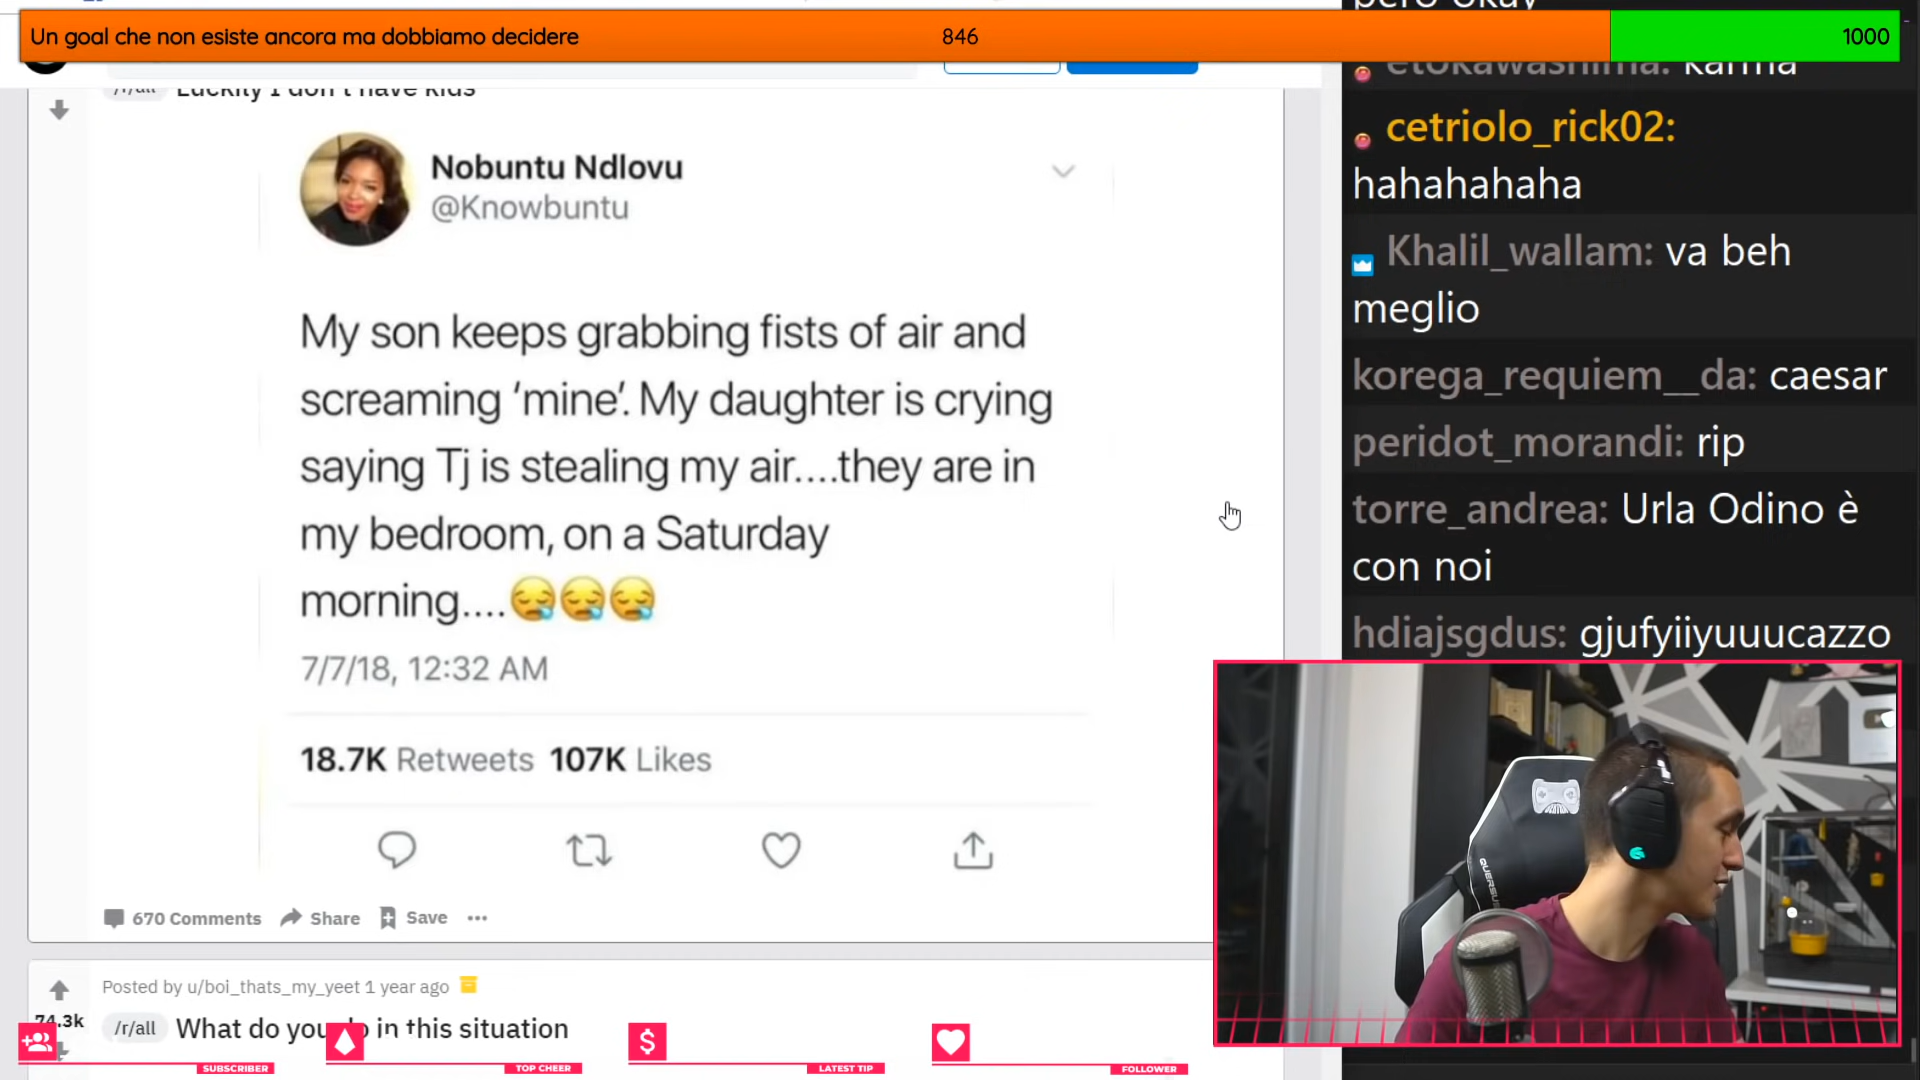 Un goal che non esiste ancora ma dobbiamo decidere
846
1000
/r/all Luckily I don't have kids
Nobuntu Ndlovu
@Knowbuntu
My son keeps grabbing fists of air and
screaming ‘mine’. My daughter is crying
saying Tj is stealing my air....they are in
my bedroom, on a Saturday
morning....😪😪😪
7/7/18, 12:32 AM
18.7K Retweets 107K Likes
670 Comments Share Save
Posted by u/boi_thats_my_yeet 1 year ago
74.3k
/r/all What do you do in this situation
SUBSCRIBER
TOP CHEER
LATEST TIP
FOLLOWER
però okay
etokawashima: karma
cetriolo_rick02:
hahahahaha
Khalil_wallam: va beh
meglio
korega_requiem__da: caesar
peridot_morandi: rip
torre_andrea: Urla Odino è
con noi
hdiajsgdus: gjufyiiyuuucazzo
QUERSUS